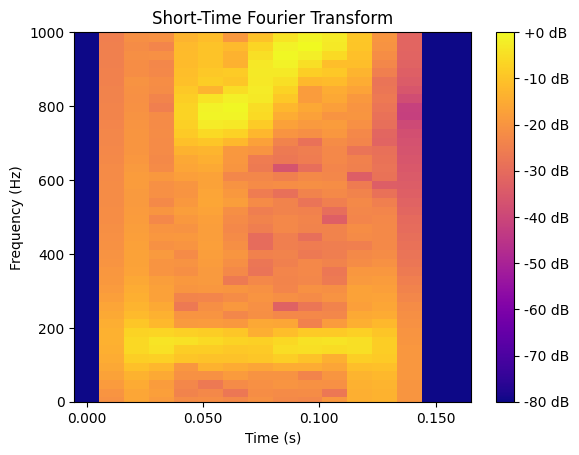 Short-Time Fourier Transform
Frequency (Hz)
1000
800
600
400
200
0
0.000
0.050
0.100
0.150
Time (s)
+0 dB
-10 dB
-20 dB
-30 dB
-40 dB
-50 dB
-60 dB
-70 dB
-80 dB